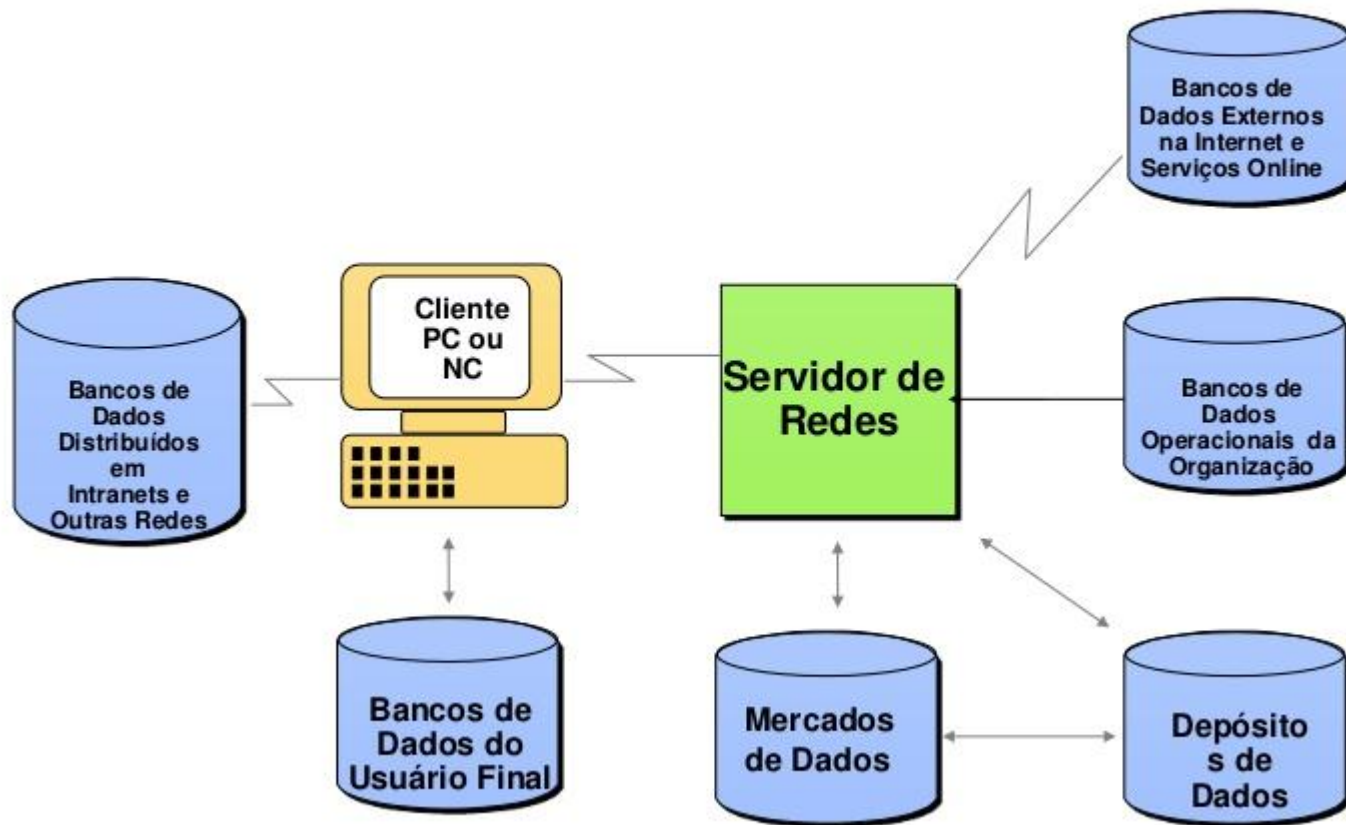 Bancos de
Dados Externos
na Internet e
Serviços Online
Cliente
PC ou
NC
Servidor de
Redes
Bancos de
Dados
Distribuídos
em
Intranets e
Outras Redes
Bancos de
Dados
Operacionais da
Organização
Bancos de
Dados do
Usuário Final
Mercados
de Dados
Depósito
s de
Dados